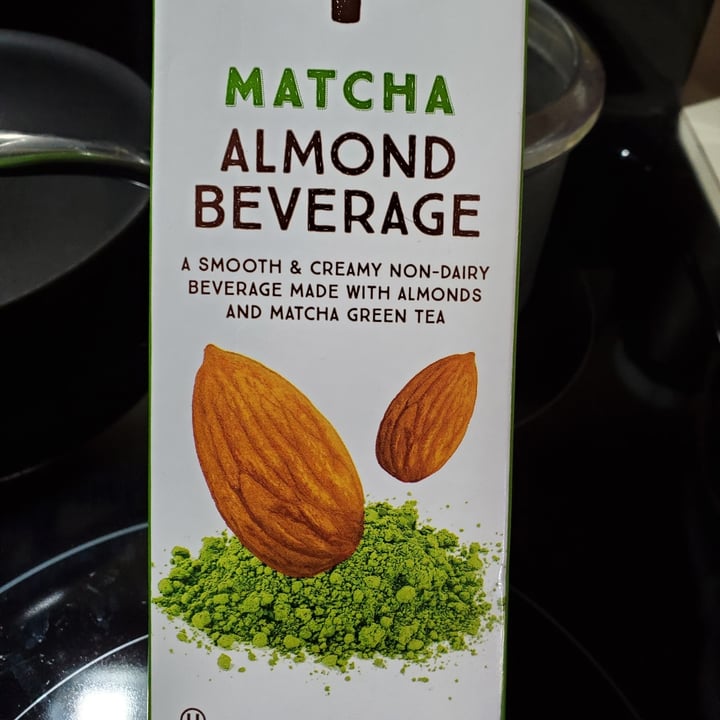 MATCHA
ALMOND
BEVERAGE
A SMOOTH & CREAMY NON-DAIRY
BEVERAGE MADE WITH ALMONDS
AND MATCHA GREEN TEA